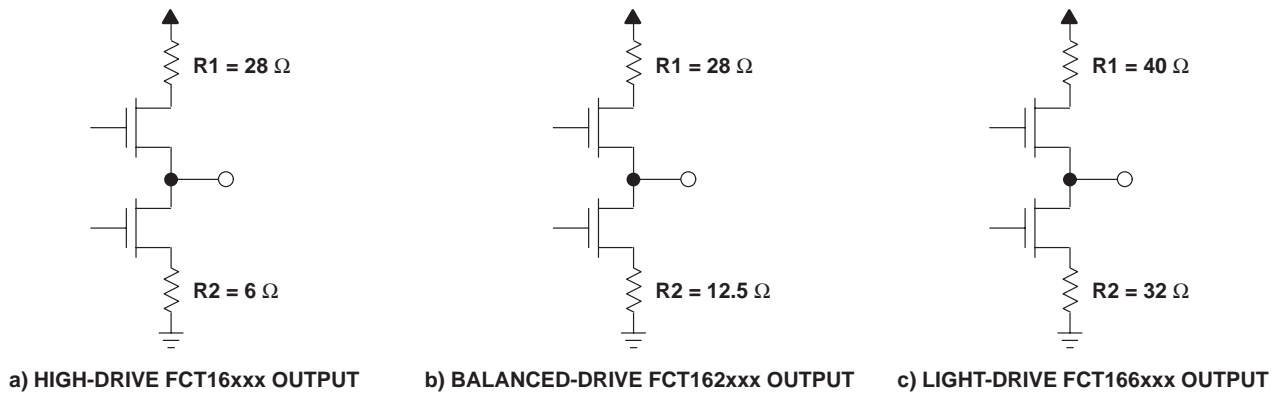 R1 = 28 Ω
R1 = 28 Ω
R1 = 40 Ω
R2 = 6 Ω
R2 = 12.5 Ω
R2 = 32 Ω
a) HIGH-DRIVE FCT16xxx OUTPUT
b) BALANCED-DRIVE FCT162xxx OUTPUT
c) LIGHT-DRIVE FCT166xxx OUTPUT